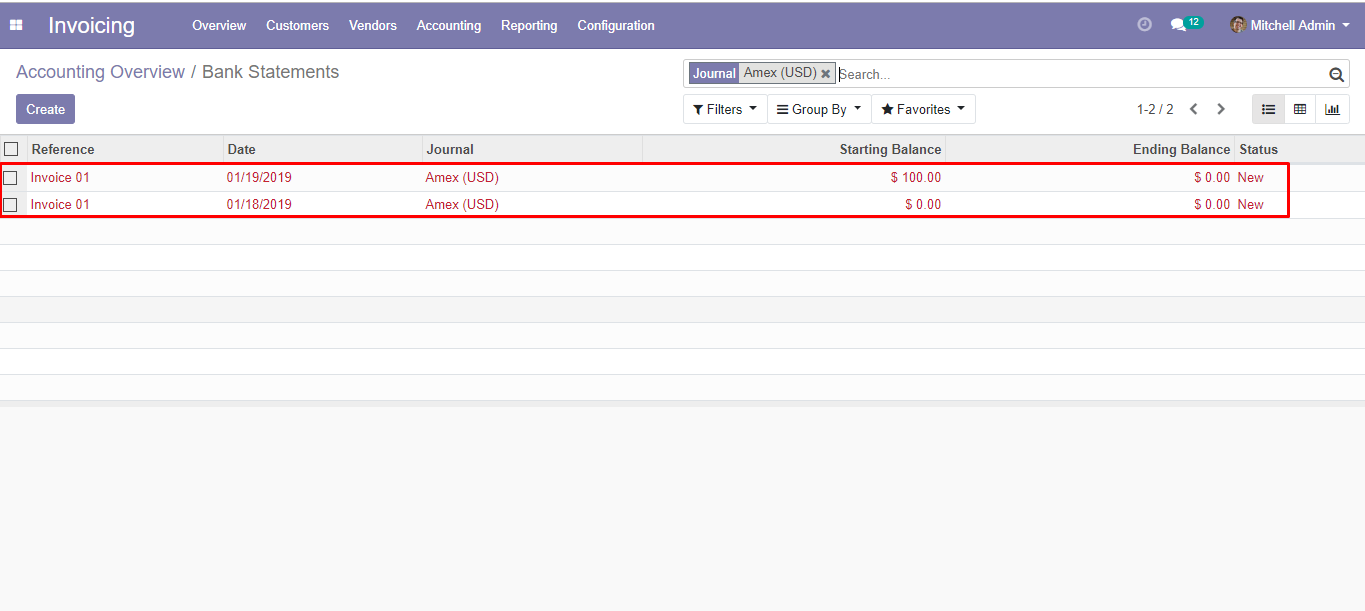 Invoicing Overview Customers Vendors Accounting Reporting Configuration 12 Mitchell Admin
Accounting Overview / Bank Statements
Journal Amex (USD) Search...
Create
Filters Group By Favorites 1-2 / 2
Reference Date Journal Starting Balance Ending Balance Status
Invoice 01 01/19/2019 Amex (USD) $ 100.00 $ 0.00 New
Invoice 01 01/18/2019 Amex (USD) $ 0.00 $ 0.00 New